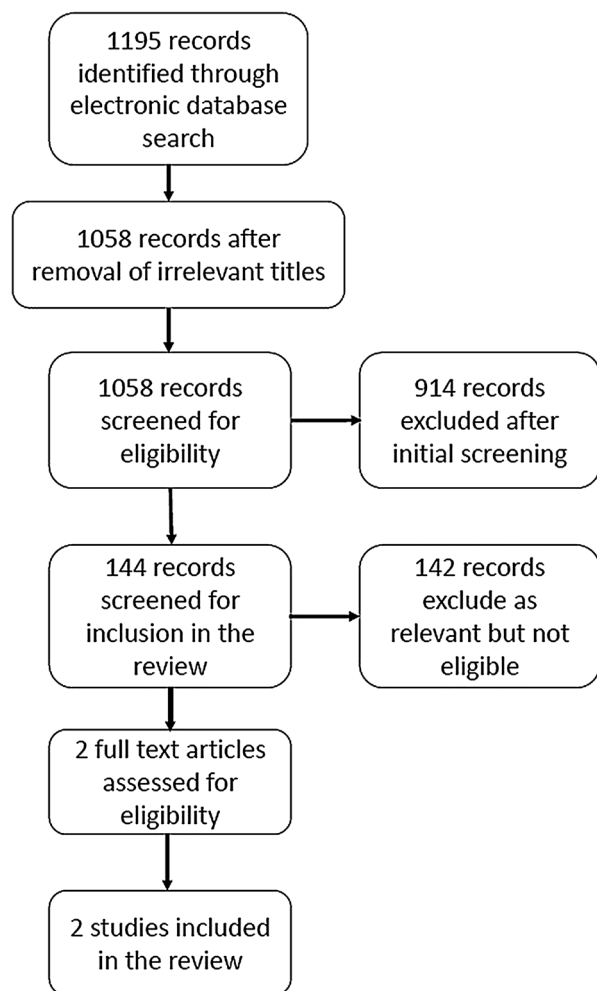 1195 records
identified through
electronic database
search
1058 records after
removal of irrelevant titles
1058 records
screened for
eligibility
914 records
excluded after
initial screening
144 records
screened for
inclusion in the
review
142 records
exclude as
relevant but not
eligible
2 full text articles
assessed for
eligibility
2 studies included
in the review